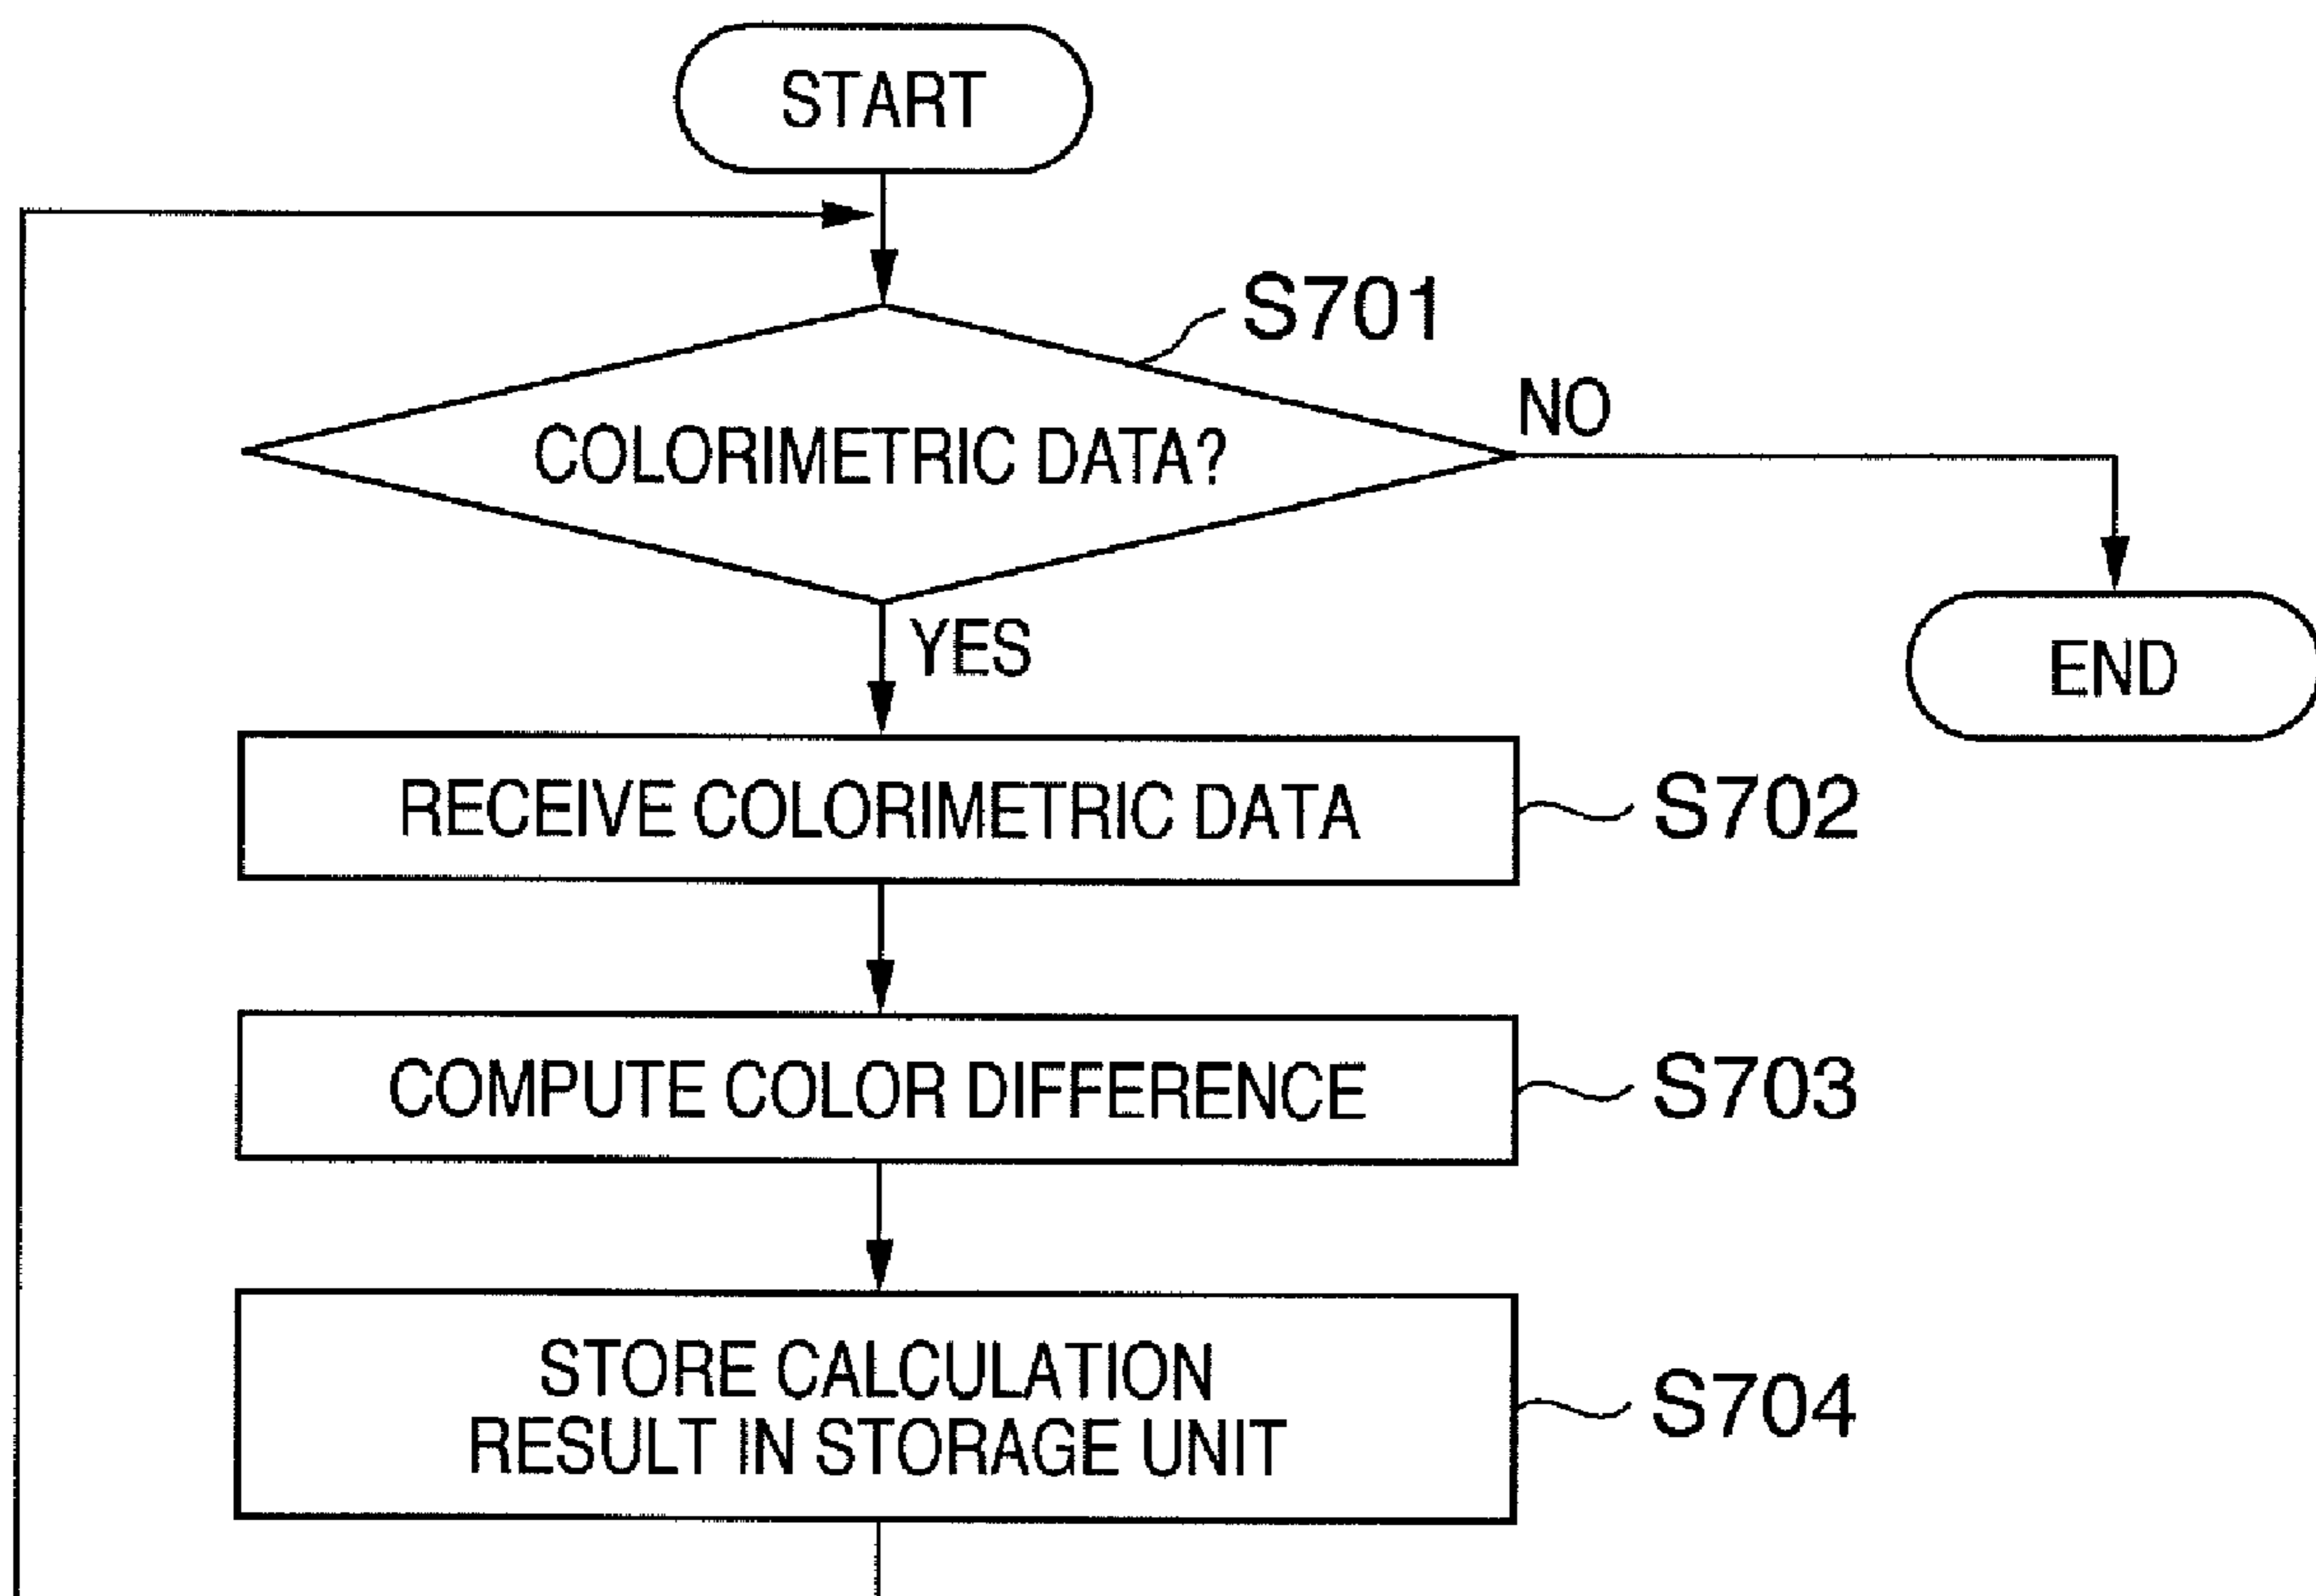 START
S701
COLORIMETRIC DATA?
NO
YES
END
RECEIVE COLORIMETRIC DATA
S702
COMPUTE COLOR DIFFERENCE
S703
STORE CALCULATION
RESULT IN STORAGE UNIT
S704